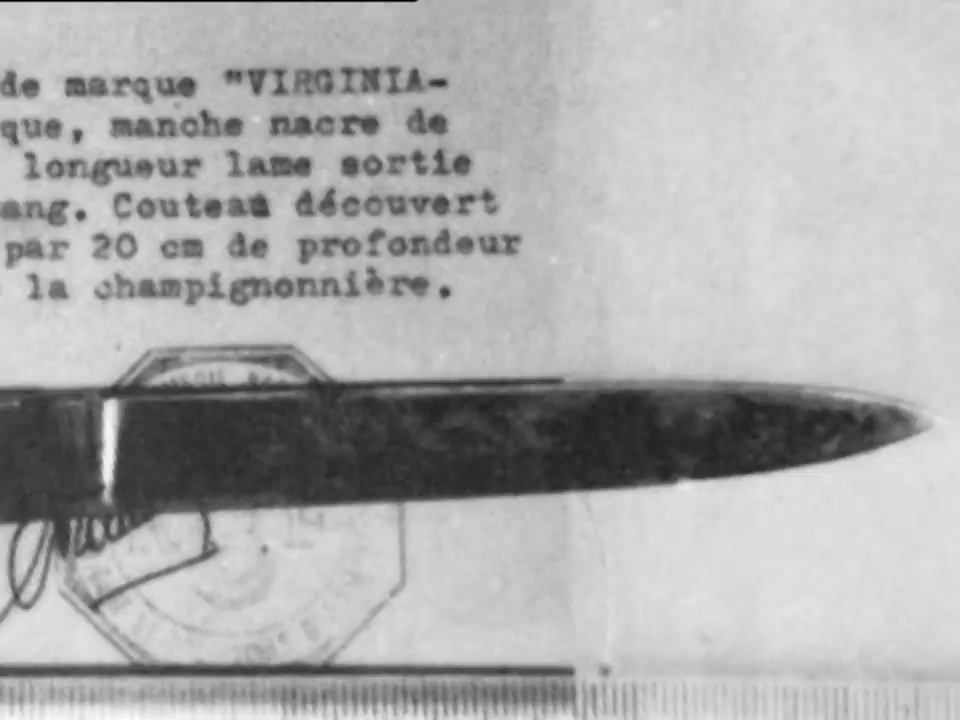 de marque "VIRGINIA-
que, manche nacre de
longueur lame sortie
ang. Couteau découvert
par 20 cm de profondeur
la champignonnière.